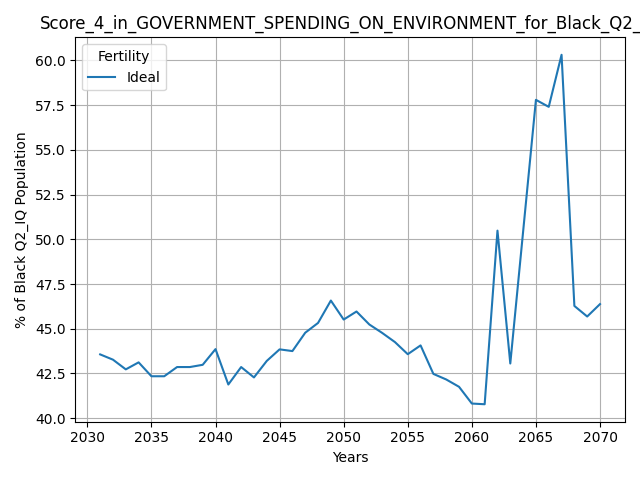 Score_4_in_GOVERNMENT_SPENDING_ON_ENVIRONMENT_for_Black_Q2_
Fertility
Ideal
% of Black Q2_IQ Population
60.0
57.5
55.0
52.5
50.0
47.5
45.0
42.5
40.0
2030 2035 2040 2045 2050 2055 2060 2065 2070
Years